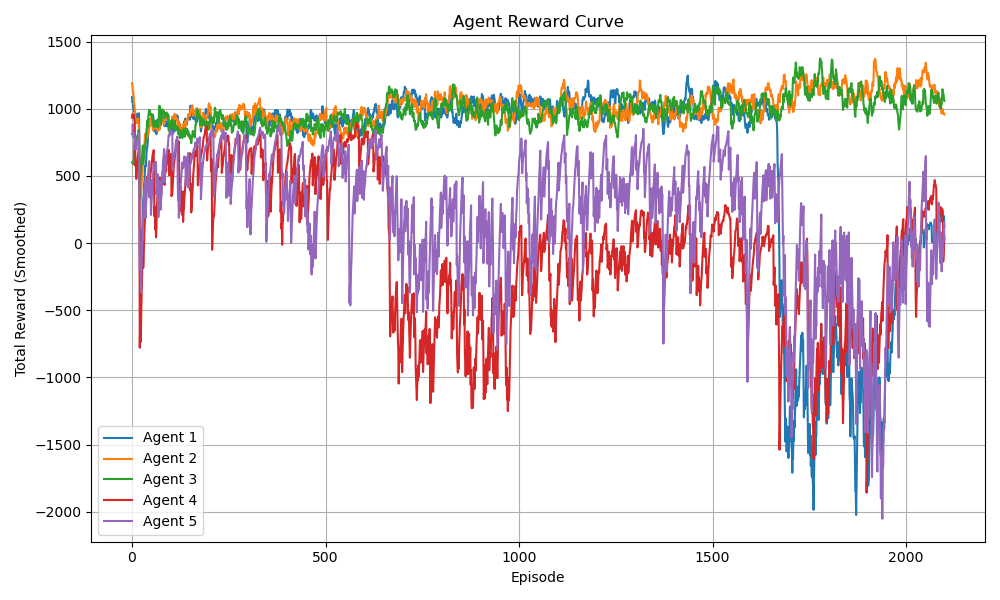 Agent Reward Curve
1500
1000
500
0
−500
−1000
−1500
−2000
Total Reward (Smoothed)
Agent 1
Agent 2
Agent 3
Agent 4
Agent 5
0 500 1000 1500 2000
Episode